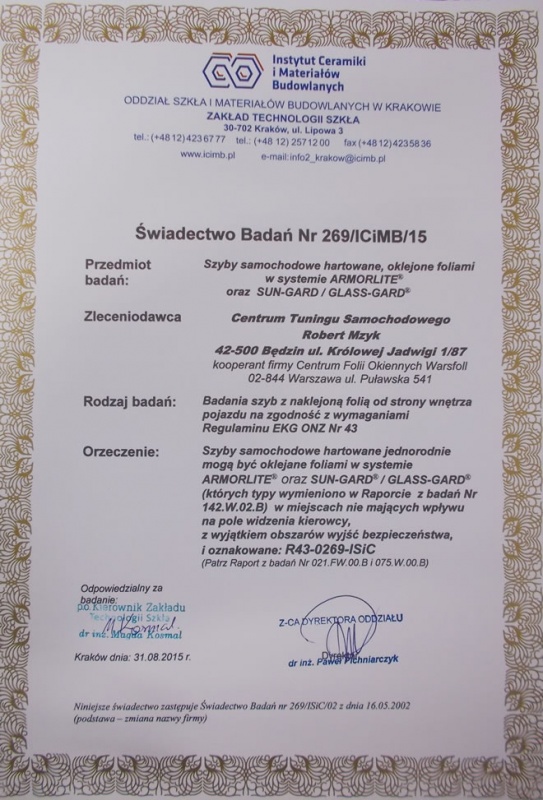 Instytut Ceramiki
i Materiałów
Budowlanych
ODDZIAŁ SZKŁA I MATERIAŁÓW BUDOWLANYCH W KRAKOWIE
ZAKŁAD TECHNOLOGII SZKŁA
30-702 Kraków, ul. Lipowa 3
tel.: (+48 12) 423 67 77 tel.: (+48 12) 257 12 00 fax (+48 12) 423 58 36
www.icimb.pl e-mail: info2_krakow@icimb.pl
Świadectwo Badań Nr 269/ICiMB/15
Przedmiot badań:
Szyby samochodowe hartowane, oklejone foliami
w systemie ARMORLITE®
oraz SUN-GARD / GLASS-GARD®
Zleceniodawca
Centrum Tuningu Samochodowego
Robert Mzyk
42-500 Będzin ul. Królowej Jadwigi 1/87
kooperant firmy Centrum Folii Okiennych Warsfoll
02-844 Warszawa ul. Puławska 541
Rodzaj badań:
Badania szyb z naklejoną folią od strony wnętrza
pojazdu na zgodność z wymaganiami
Regulaminu EKG ONZ Nr 43
Orzeczenie:
Szyby samochodowe hartowane jednorodnie
mogą być oklejane foliami w systemie
ARMORLITE® oraz SUN-GARD® / GLASS-GARD®
(których typy wymieniono w Raporcie z badań Nr
142.W.02.B) w miejscach nie mających wpływu
na pole widzenia kierowcy,
z wyjątkiem obszarów wyjść bezpieczeństwa,
i oznakowane: R43-0269-ISiC
(Patrz Raport z badań Nr 021.FW.00.B i 075.W.00.B)
Odpowiedzialny za
badanie:
p.o. Kierownik Zakładu
Technologii Szkła
dr inż. Magda Kosmal
Z-CA DYREKTORA ODDZIAŁU
Dyrektor
dr inż. Paweł Pichniarczyk
Kraków dnia: 31.08.2015 r.
Niniejsze świadectwo zastępuje Świadectwo Badań nr 269/ISiC/02 z dnia 16.05.2002
(podstawa – zmiana nazwy firmy)